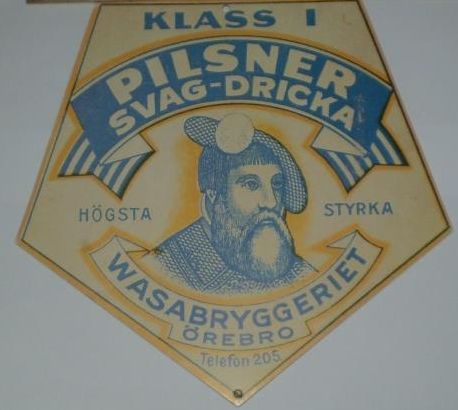 KLASS I
PILSNER
SVAG-DRICKA
HÖGSTA STYRKA
WASABRYGGERIET
ÖREBRO
Telefon 205